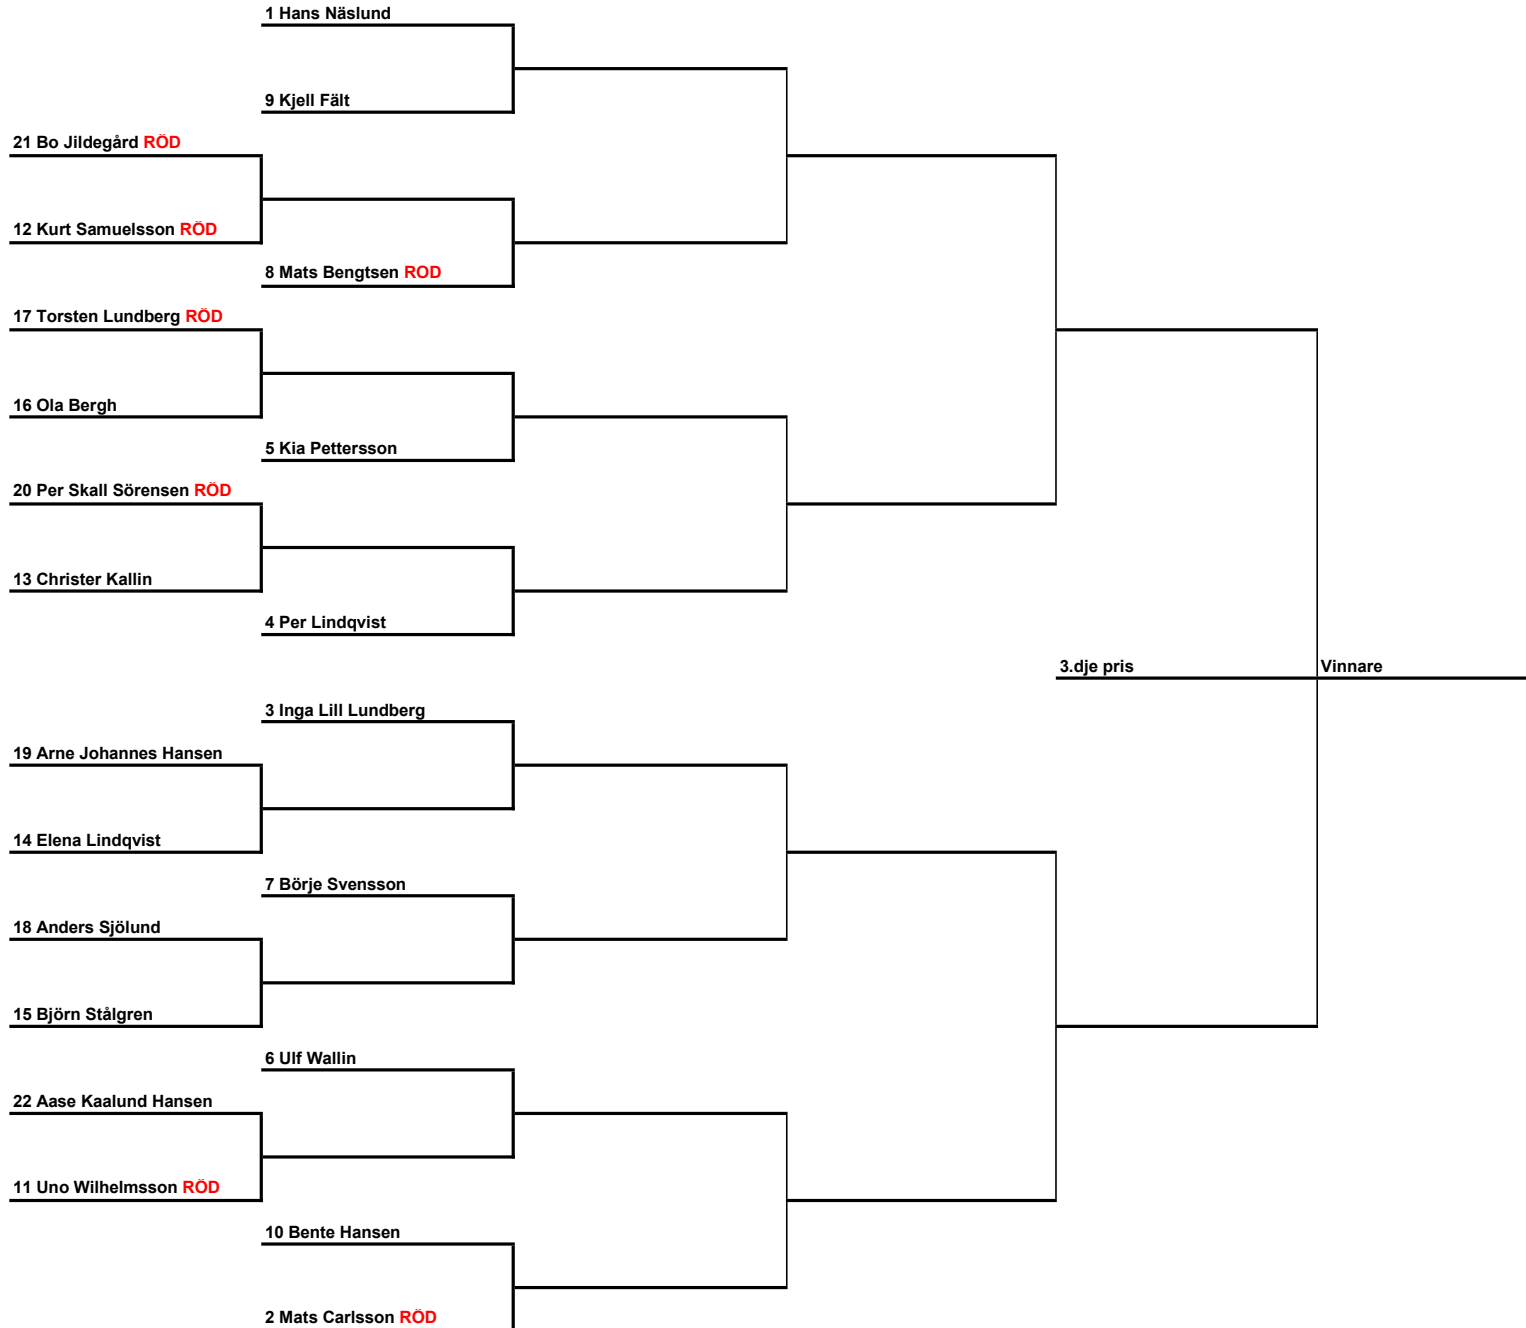 1 Hans Näslund
9 Kjell Fält
21 Bo Jildegård RÖD
12 Kurt Samuelsson RÖD
8 Mats Bengtsen ROD
17 Torsten Lundberg RÖD
16 Ola Bergh
5 Kia Pettersson
20 Per Skall Sörensen RÖD
13 Christer Kallin
4 Per Lindqvist
3.dje pris
Vinnare
3 Inga Lill Lundberg
19 Arne Johannes Hansen
14 Elena Lindqvist
7 Börje Svensson
18 Anders Sjölund
15 Björn Stålgren
6 Ulf Wallin
22 Aase Kaalund Hansen
11 Uno Wilhelmsson RÖD
10 Bente Hansen
2 Mats Carlsson RÖD